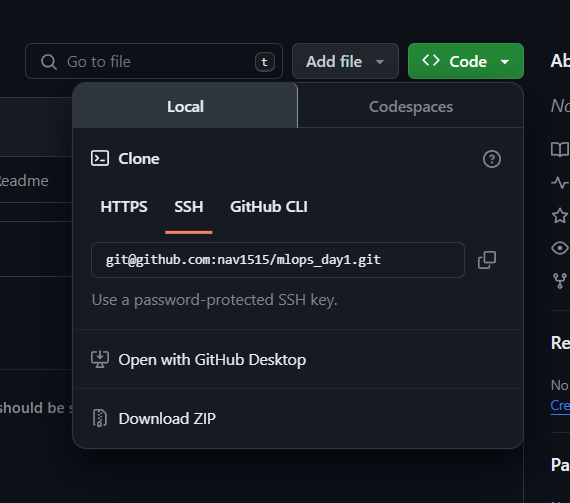 Go to file
t
Add file
Code
Ab
No
Local
Codespaces
Clone
Readme
HTTPS
SSH
GitHub CLI
git@github.com:nav1515/mlops_day1.git
Use a password-protected SSH key.
Re
Open with GitHub Desktop
No
Cre
should be s
Download ZIP
Pa